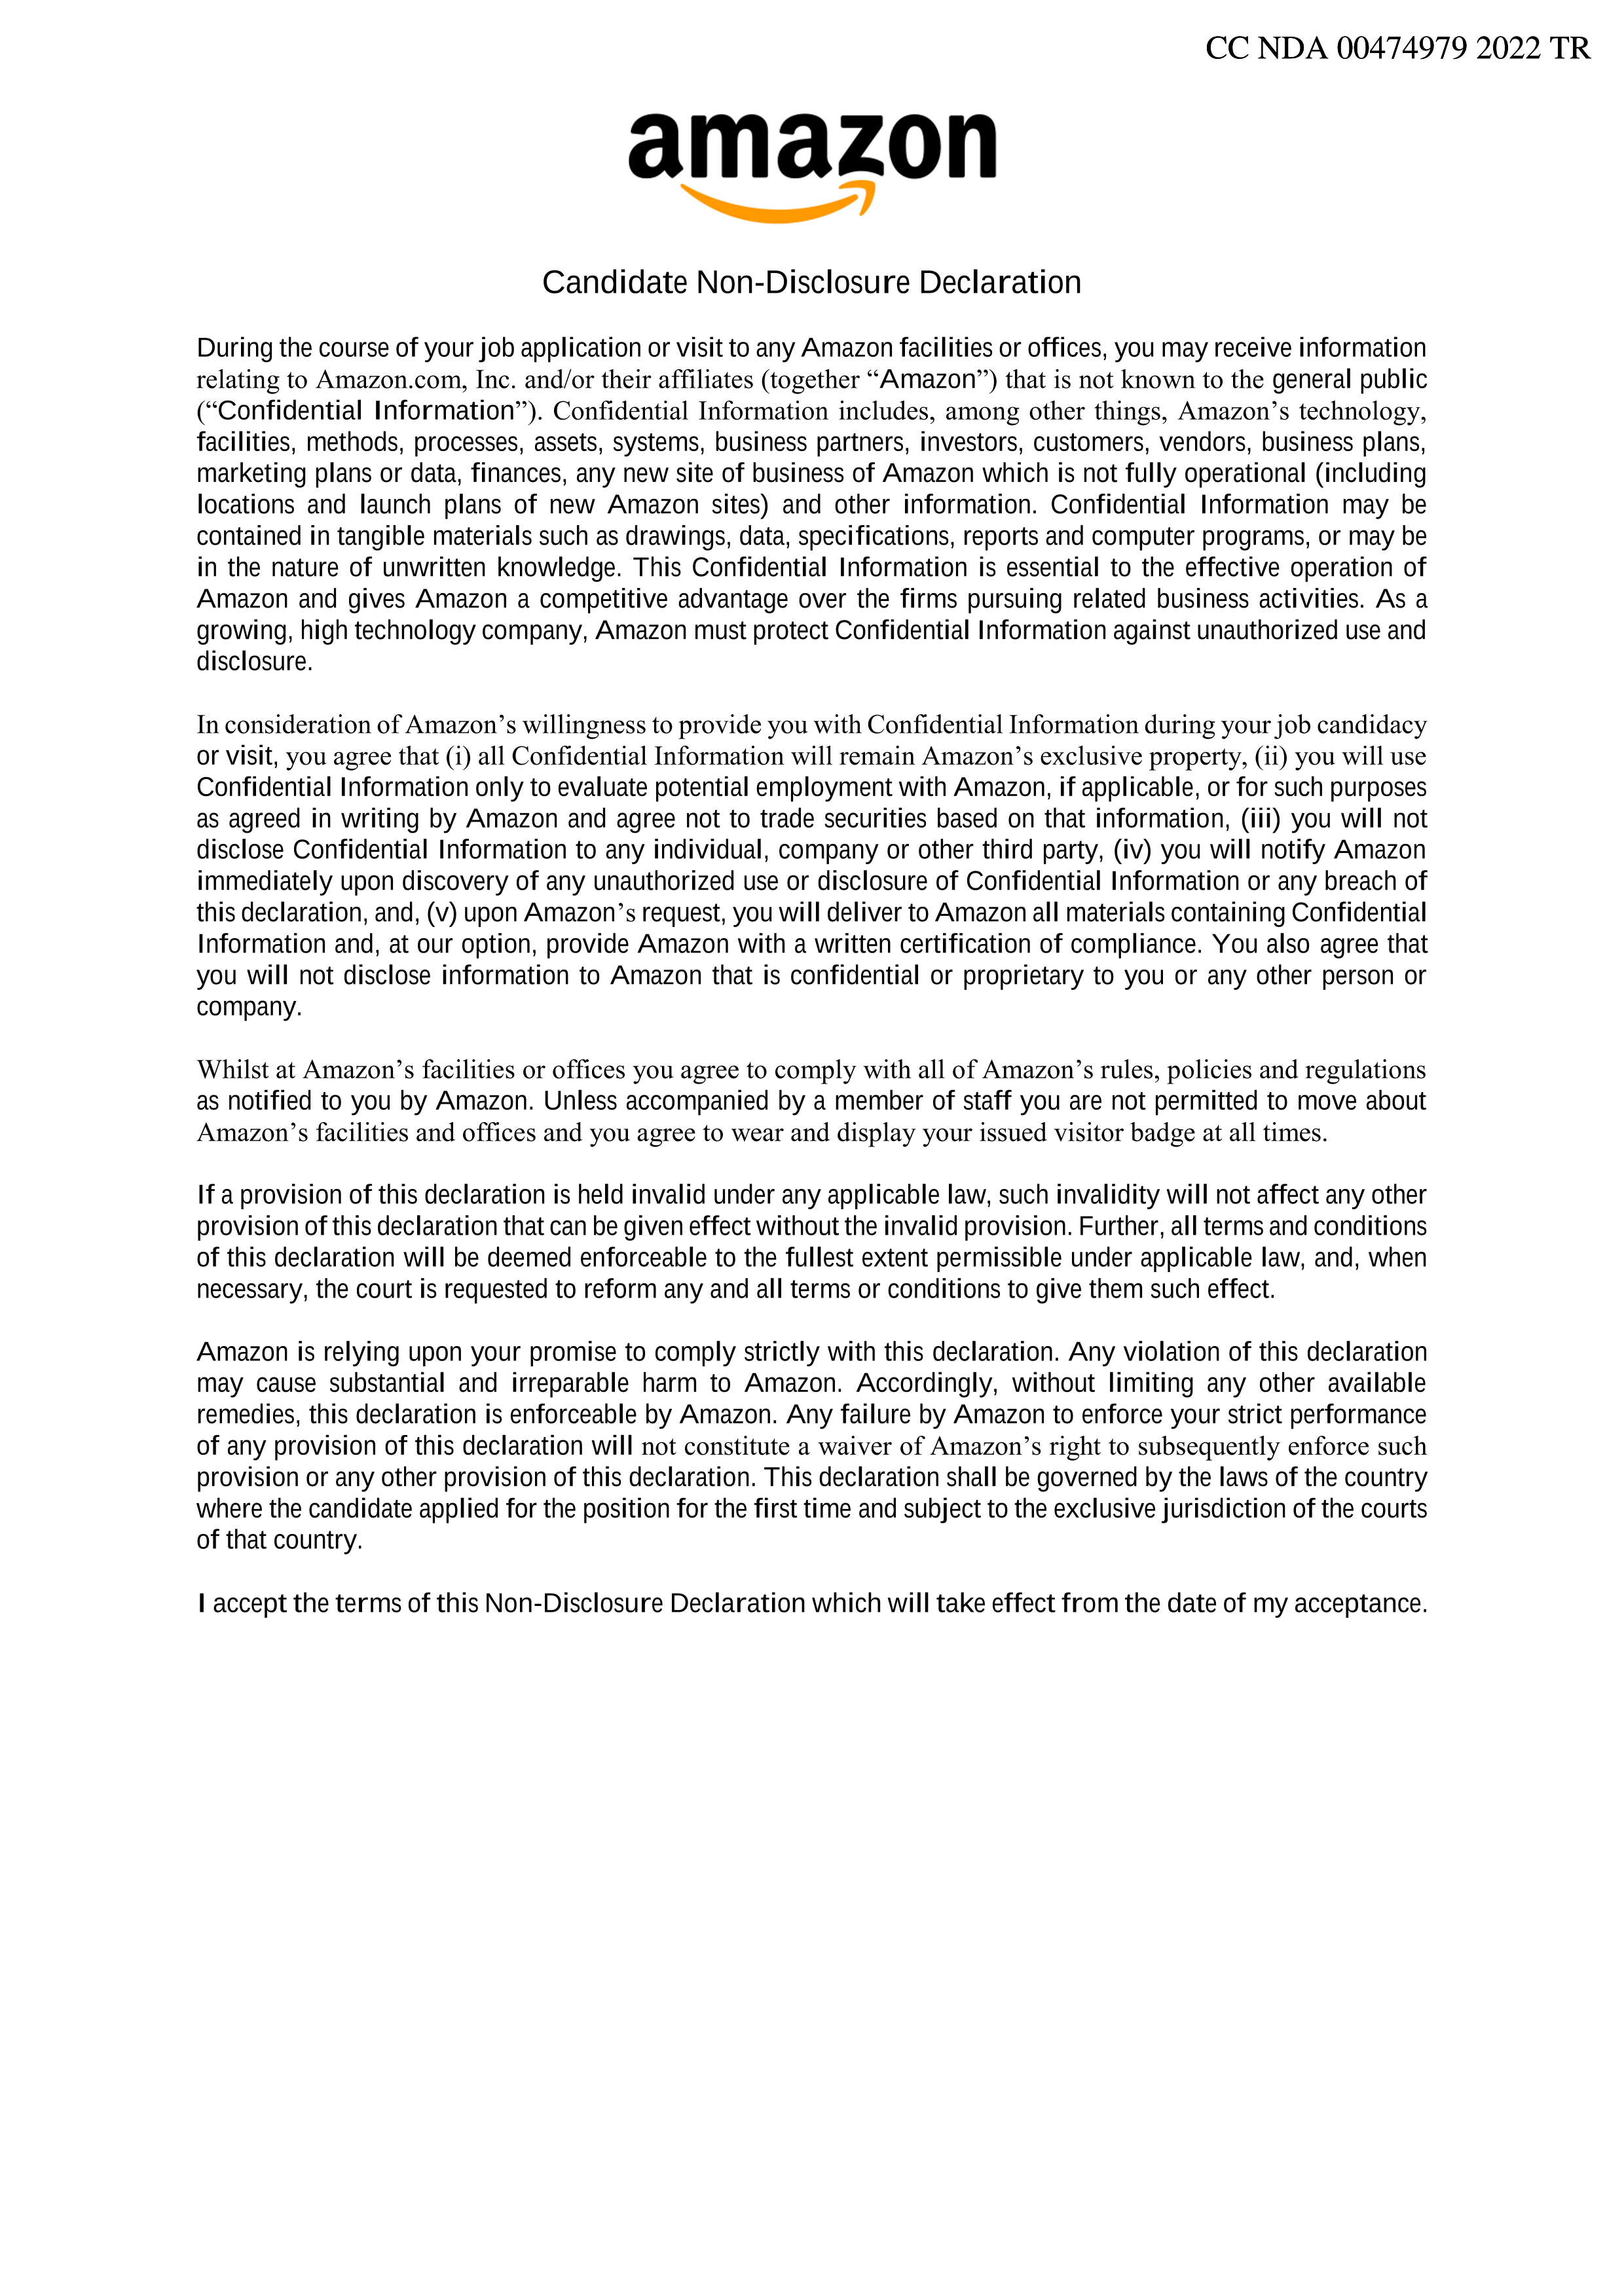 CC NDA 00474979 2022 TR
amazon
Candidate Non-Disclosure Declaration
During the course of your job application or visit to any Amazon facilities or offices, you may receive information
relating to Amazon.com, Inc. and/or their affiliates (together “Amazon”) that is not known to the general public
(“Confidential Information”). Confidential Information includes, among other things, Amazon’s technology,
facilities, methods, processes, assets, systems, business partners, investors, customers, vendors, business plans,
marketing plans or data, finances, any new site of business of Amazon which is not fully operational (including
locations and launch plans of new Amazon sites) and other information. Confidential Information may be
contained in tangible materials such as drawings, data, specifications, reports and computer programs, or may be
in the nature of unwritten knowledge. This Confidential Information is essential to the effective operation of
Amazon and gives Amazon a competitive advantage over the firms pursuing related business activities. As a
growing, high technology company, Amazon must protect Confidential Information against unauthorized use and
disclosure.
In consideration of Amazon’s willingness to provide you with Confidential Information during your job candidacy
or visit, you agree that (i) all Confidential Information will remain Amazon’s exclusive property, (ii) you will use
Confidential Information only to evaluate potential employment with Amazon, if applicable, or for such purposes
as agreed in writing by Amazon and agree not to trade securities based on that information, (iii) you will not
disclose Confidential Information to any individual, company or other third party, (iv) you will notify Amazon
immediately upon discovery of any unauthorized use or disclosure of Confidential Information or any breach of
this declaration, and, (v) upon Amazon’s request, you will deliver to Amazon all materials containing Confidential
Information and, at our option, provide Amazon with a written certification of compliance. You also agree that
you will not disclose information to Amazon that is confidential or proprietary to you or any other person or
company.
Whilst at Amazon’s facilities or offices you agree to comply with all of Amazon’s rules, policies and regulations
as notified to you by Amazon. Unless accompanied by a member of staff you are not permitted to move about
Amazon’s facilities and offices and you agree to wear and display your issued visitor badge at all times.
If a provision of this declaration is held invalid under any applicable law, such invalidity will not affect any other
provision of this declaration that can be given effect without the invalid provision. Further, all terms and conditions
of this declaration will be deemed enforceable to the fullest extent permissible under applicable law, and, when
necessary, the court is requested to reform any and all terms or conditions to give them such effect.
Amazon is relying upon your promise to comply strictly with this declaration. Any violation of this declaration
may cause substantial and irreparable harm to Amazon. Accordingly, without limiting any other available
remedies, this declaration is enforceable by Amazon. Any failure by Amazon to enforce your strict performance
of any provision of this declaration will not constitute a waiver of Amazon’s right to subsequently enforce such
provision or any other provision of this declaration. This declaration shall be governed by the laws of the country
where the candidate applied for the position for the first time and subject to the exclusive jurisdiction of the courts
of that country.
I accept the terms of this Non-Disclosure Declaration which will take effect from the date of my acceptance.